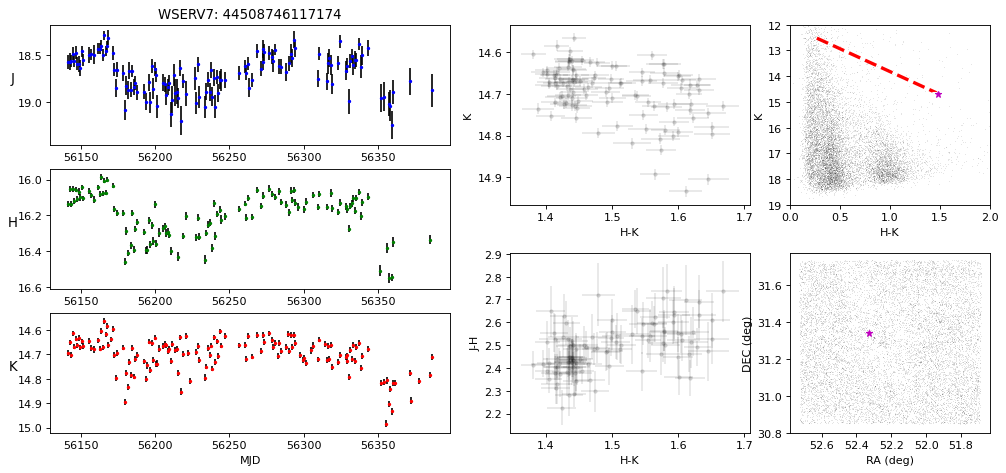 WSERV7: 44508746117174
J
18.5
19.0
56150 56200 56250 56300 56350
H
16.0
16.2
16.4
16.6
56150 56200 56250 56300 56350
K
14.6
14.7
14.8
14.9
15.0
56150 56200 56250 56300 56350
MJD
K
14.6
14.7
14.8
14.9
1.4 1.5 1.6 1.7
H-K
J-H
2.9
2.8
2.7
2.6
2.5
2.4
2.3
2.2
1.4 1.5 1.6 1.7
H-K
K
12
13
14
15
16
17
18
19
0.0 0.5 1.0 1.5 2.0
H-K
DEC (deg)
31.6
31.4
31.2
31.0
30.8
52.6 52.4 52.2 52.0 51.8
RA (deg)